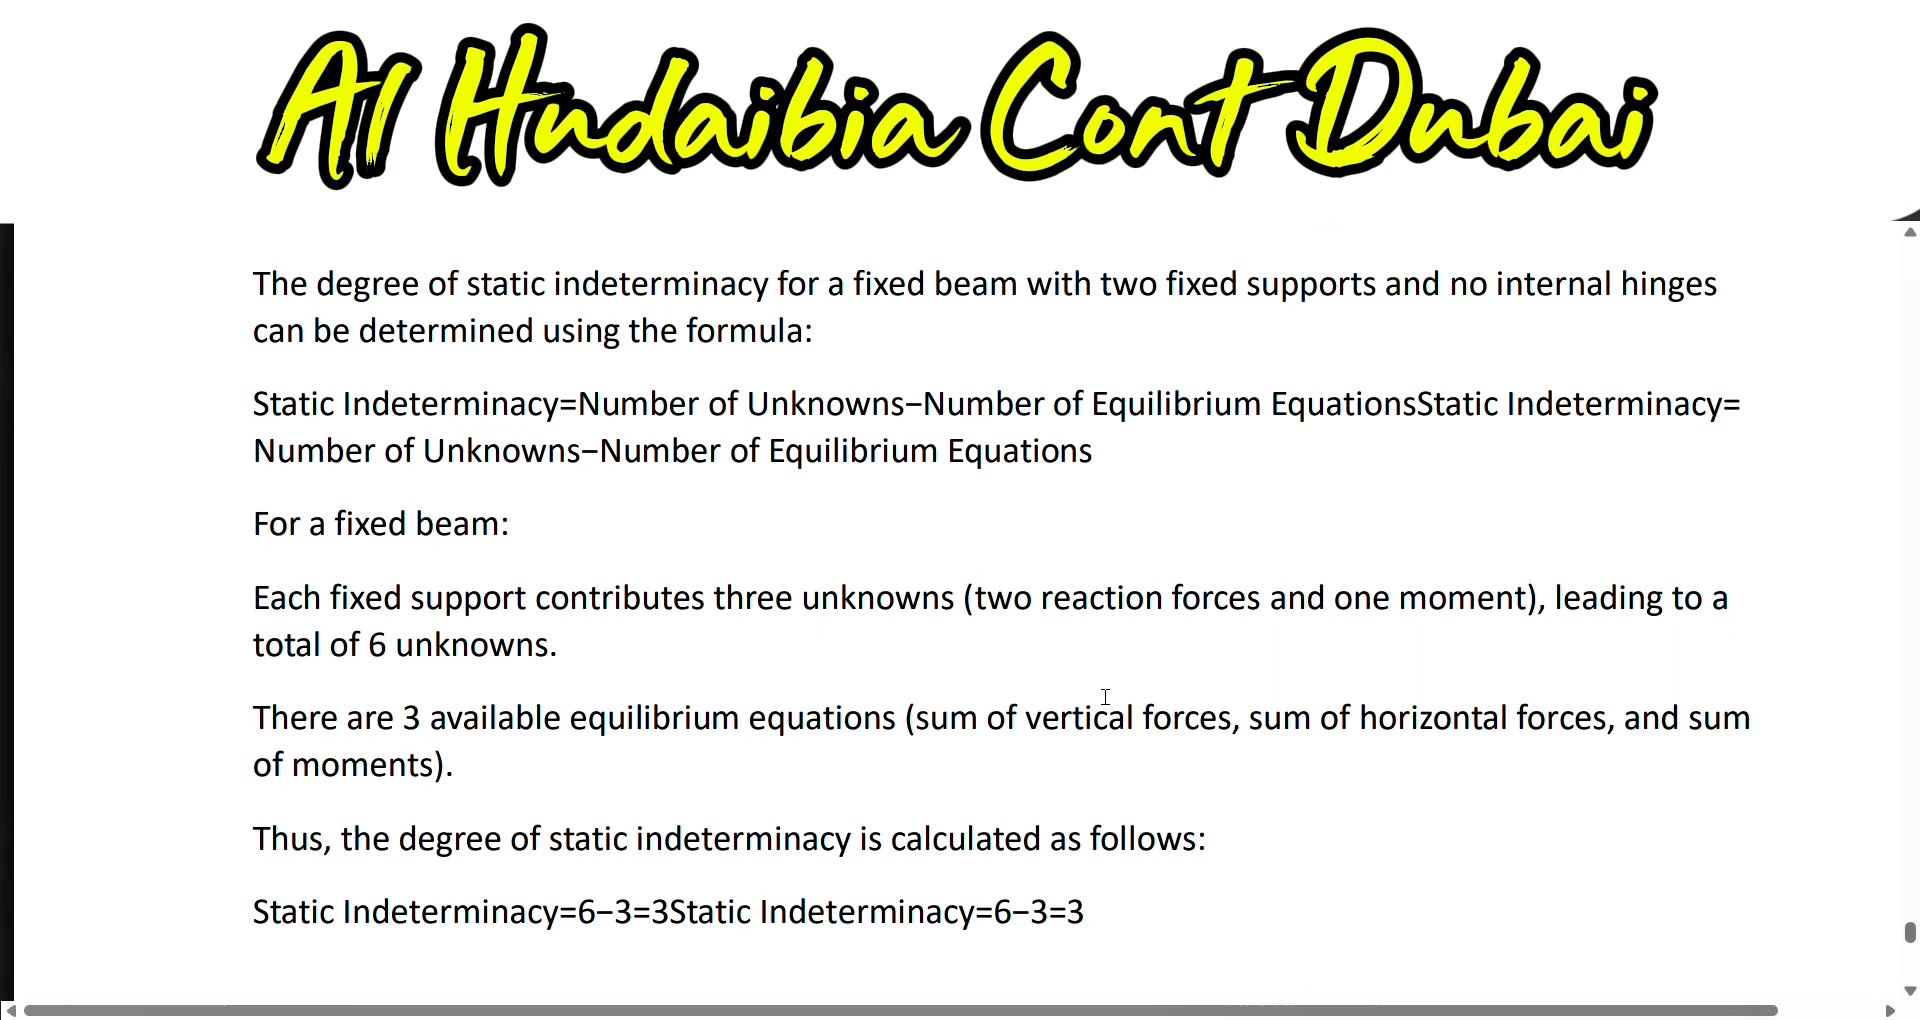 Al Hudaibia Cont Dubai
The degree of static indeterminacy for a fixed beam with two fixed supports and no internal hinges
can be determined using the formula:
Static Indeterminacy=Number of Unknowns−Number of Equilibrium EquationsStatic Indeterminacy=
Number of Unknowns−Number of Equilibrium Equations
For a fixed beam:
Each fixed support contributes three unknowns (two reaction forces and one moment), leading to a
total of 6 unknowns.
There are 3 available equilibrium equations (sum of vertical forces, sum of horizontal forces, and sum
of moments).
Thus, the degree of static indeterminacy is calculated as follows:
Static Indeterminacy=6−3=3Static Indeterminacy=6−3=3